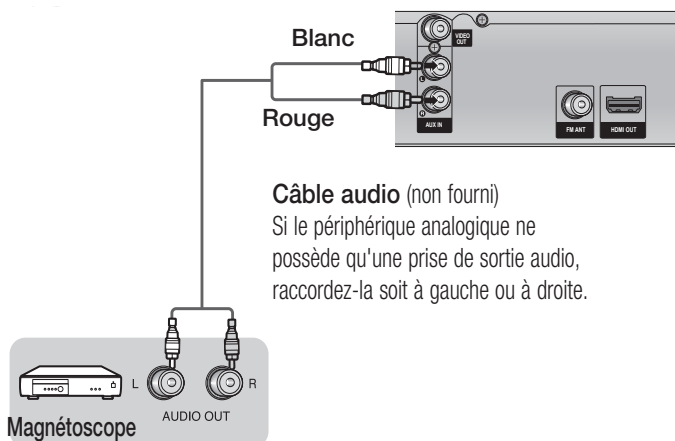 Blanc
VIDEO
OUT
Rouge
AUX IN
FM ANT
HDMI OUT
Câble audio (non fourni)
Si le périphérique analogique ne
possède qu'une prise de sortie audio,
raccordez-la soit à gauche ou à droite.
L
R
AUDIO OUT
Magnétoscope